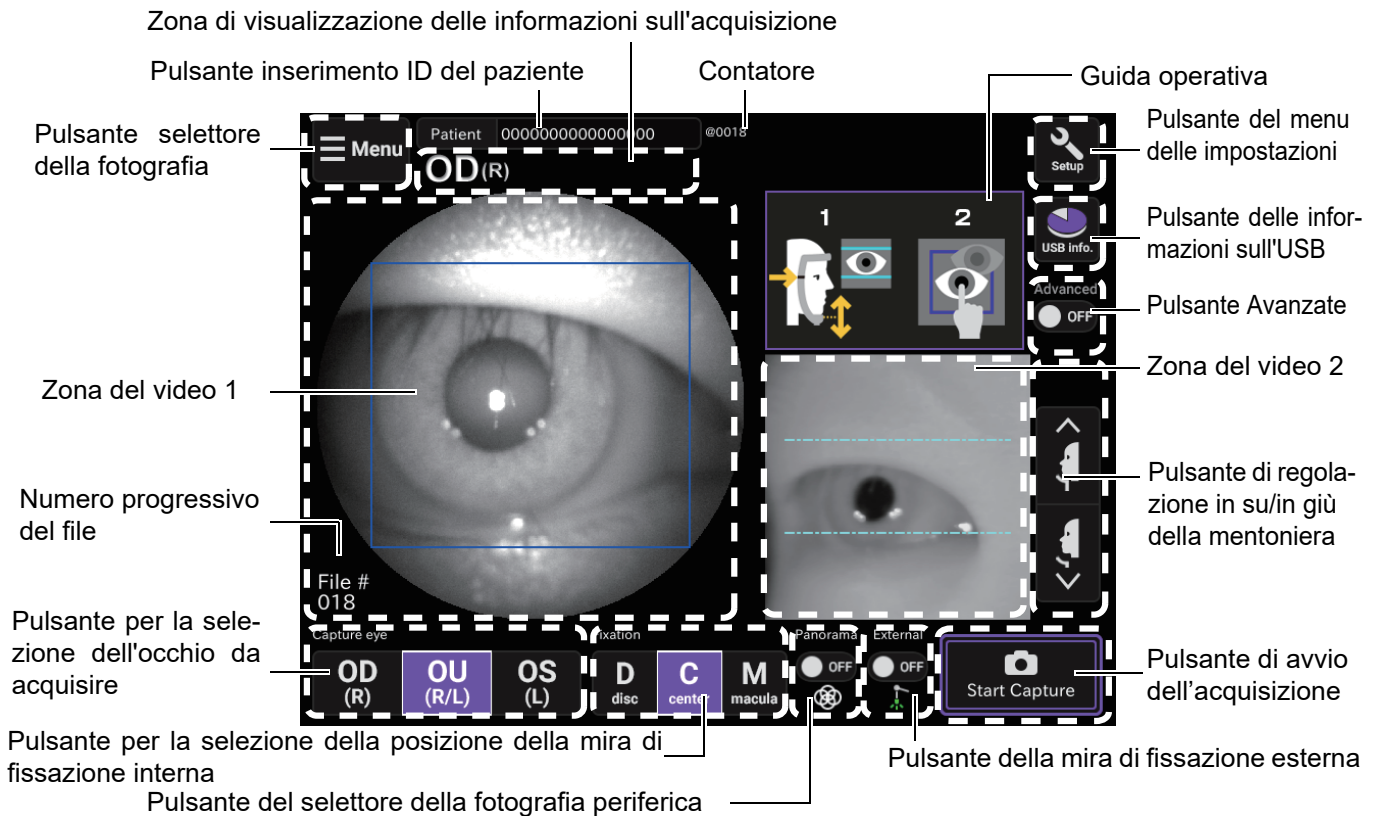 Zona di visualizzazione delle informazioni sull'acquisizione
Pulsante inserimento ID del paziente
Contatore
Guida operativa
Pulsante selettore
della fotografia
Menu
Patient
0000000000000000
@0018
OD(R)
Setup
Pulsante del menu
delle impostazioni
1
2
USB info.
Pulsante delle infor-
mazioni sull'USB
Advanced
OFF
Pulsante Avanzate
Zona del video 1
Zona del video 2
Numero progressivo
del file
Pulsante di regola-
zione in su/in giù
della mentoniera
File #
018
Pulsante per la sele-
zione dell'occhio da
acquisire
Capture eye
OD
(R)
OU
(R/L)
OS
(L)
Fixation
D
disc
C
center
M
macula
Panorama
OFF
External
OFF
Start Capture
Pulsante di avvio
dell’acquisizione
Pulsante per la selezione della posizione della mira di
fissazione interna
Pulsante della mira di fissazione esterna
Pulsante del selettore della fotografia periferica